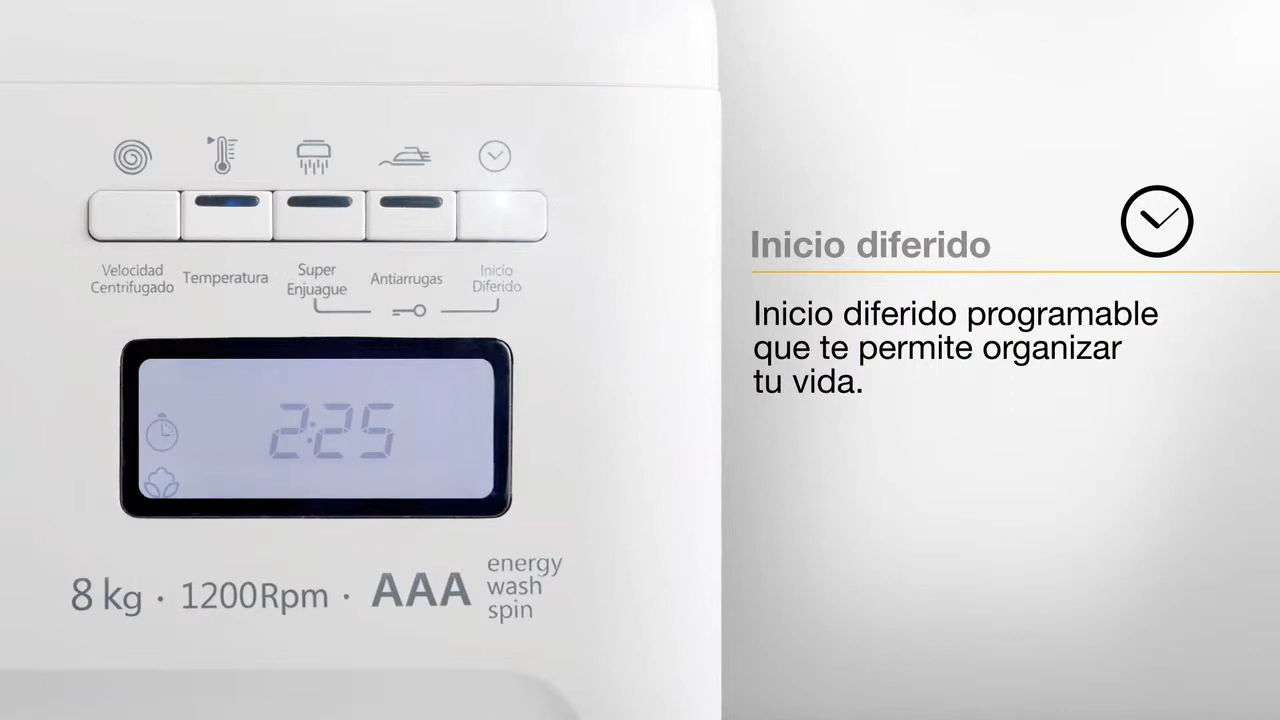 Velocidad
Centrifugado
Temperatura
Super
Enjuague
Antiarrugas
Inicio
Diferido
2:25
8 kg · 1200Rpm · AAA
energy
wash
spin
Inicio diferido
Inicio diferido programable
que te permite organizar
tu vida.